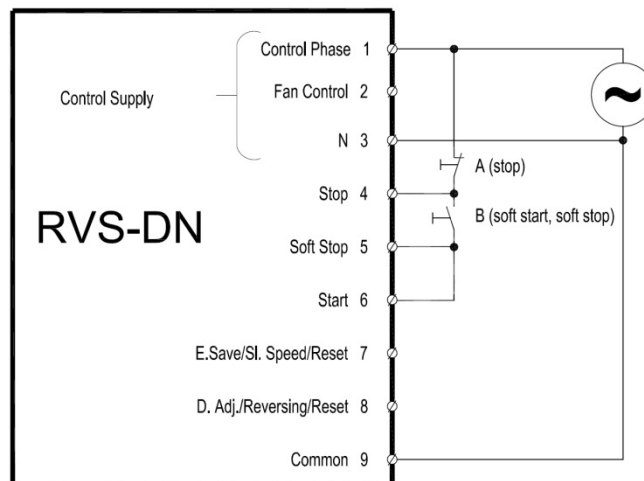 Control Phase 1
Fan Control 2
Control Supply
N 3
A (stop)
Stop 4
B (soft start, soft stop)
RVS-DN
Soft Stop 5
Start 6
E.Save/Sl. Speed/Reset 7
D. Adj./Reversing/Reset 8
Common 9